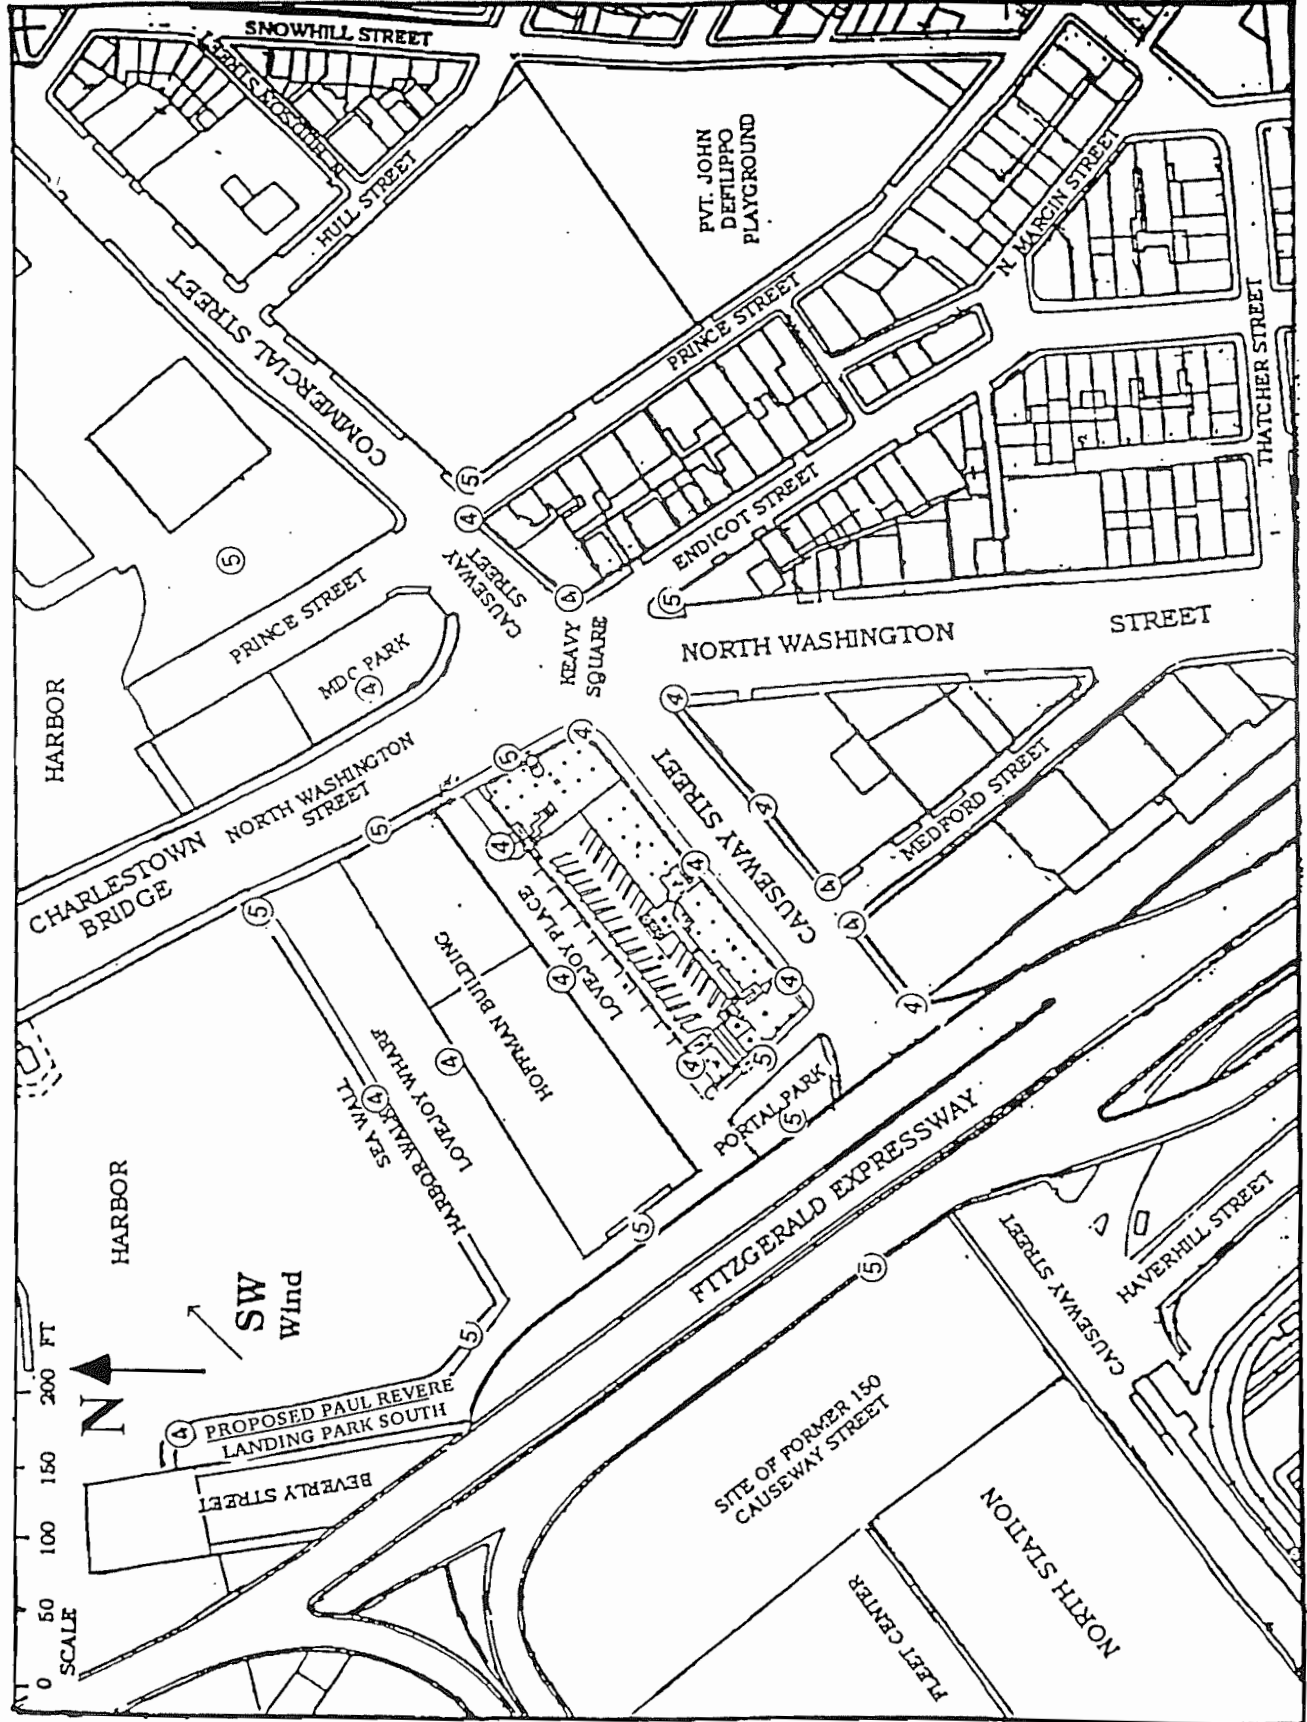 SNOWHILL STREET
N. HUDSON STREET
HULL STREET
PVT. JOHN
DEFILIPPO
PLAYGROUND
N. MARGIN STREET
COMMERCIAL STREET
PRINCE STREET
THATCHER STREET
5
4
5
CAUSEWAY
STREET
ENDICOT STREET
4
5
PRINCE STREET
KEAVY
SQUARE
NORTH WASHINGTON
STREET
MDC PARK
4
HARBOR
4
4
5
NORTH WASHINGTON
STREET
CAUSEWAY STREET
4
MEDFORD STREET
5
4
4
4
4
CHARLESTOWN
BRIDGE
5
LOVEJOY PLACE
HOFFMAN BUILDING
4
4
4
4
4
5
SEA WALL
4
HARBOR WALK
LOVEJOY WHARF
PORTAL PARK
5
HARBOR
5
FITZGERALD EXPRESSWAY
HAVERHILL STREET
CAUSEWAY STREET
5
SW
Wind
5
N
4
PROPOSED PAUL REVERE
LANDING PARK SOUTH
BEVERLY STREET
SITE OF FORMER 150
CAUSEWAY STREET
NORTH STATION
FLEET CENTER
0 50 100 150 200 FT
SCALE